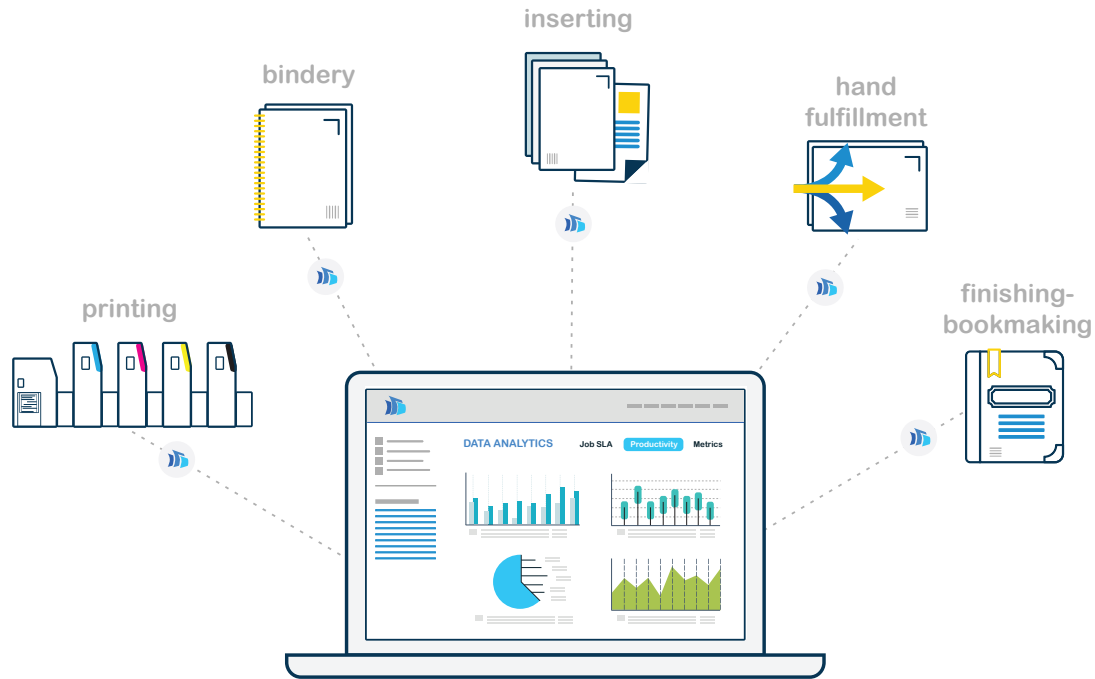 inserting
bindery
hand
fulfillment
printing
finishing-
bookmaking
DATA ANALYTICS Job SLA Productivity Metrics